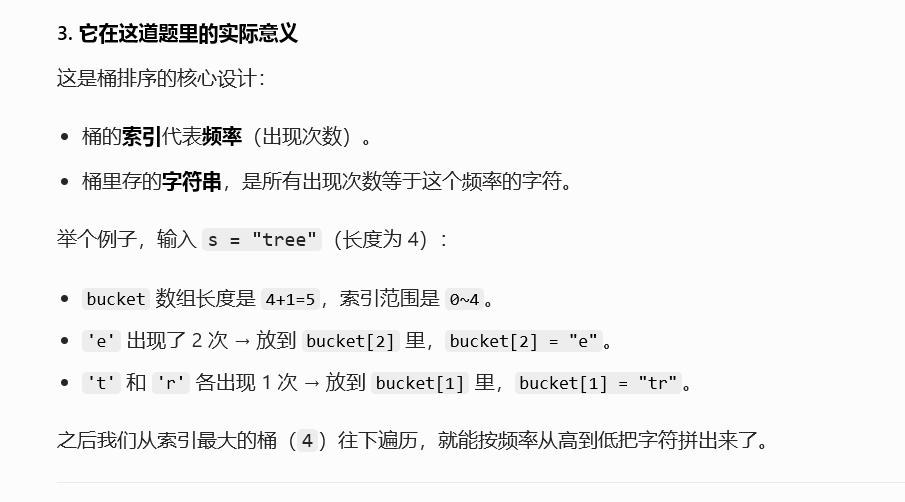 3. 它在这道题里的实际意义
这是桶排序的核心设计：
• 桶的索引代表频率（出现次数）。
• 桶里存的字符串，是所有出现次数等于这个频率的字符。
举个例子，输入 s = "tree"（长度为 4）：
• bucket 数组长度是 4+1=5，索引范围是 0~4。
• 'e' 出现了 2 次 → 放到 bucket[2] 里，bucket[2] = "e"。
• 't' 和 'r' 各出现 1 次 → 放到 bucket[1] 里，bucket[1] = "tr"。
之后我们从索引最大的桶（4）往下遍历，就能按频率从高到低把字符拼出来了。